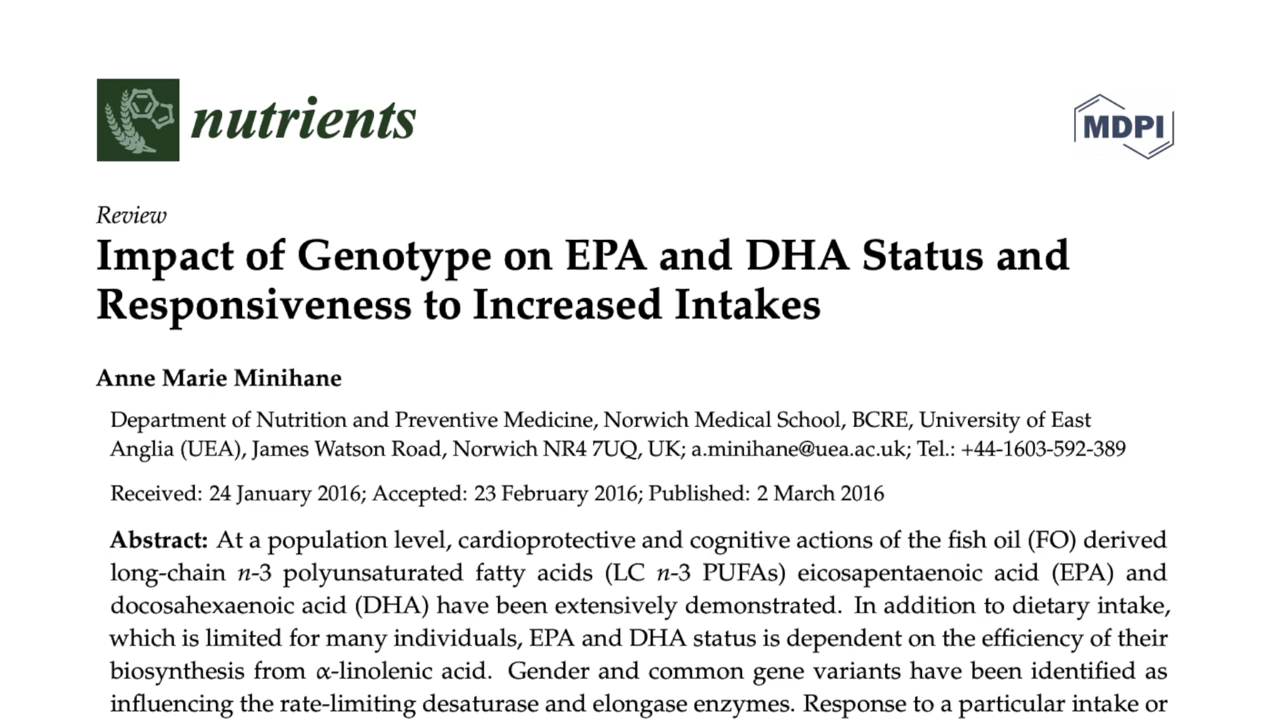 nutrients
MDPI
Review
Impact of Genotype on EPA and DHA Status and
Responsiveness to Increased Intakes
Anne Marie Minihane
Department of Nutrition and Preventive Medicine, Norwich Medical School, BCRE, University of East
Anglia (UEA), James Watson Road, Norwich NR4 7UQ, UK; a.minihane@uea.ac.uk; Tel.: +44-1603-592-389
Received: 24 January 2016; Accepted: 23 February 2016; Published: 2 March 2016
Abstract: At a population level, cardioprotective and cognitive actions of the fish oil (FO) derived
long-chain n-3 polyunsaturated fatty acids (LC n-3 PUFAs) eicosapentaenoic acid (EPA) and
docosahexaenoic acid (DHA) have been extensively demonstrated. In addition to dietary intake,
which is limited for many individuals, EPA and DHA status is dependent on the efficiency of their
biosynthesis from α-linolenic acid. Gender and common gene variants have been identified as
influencing the rate-limiting desaturase and elongase enzymes. Response to a particular intake or